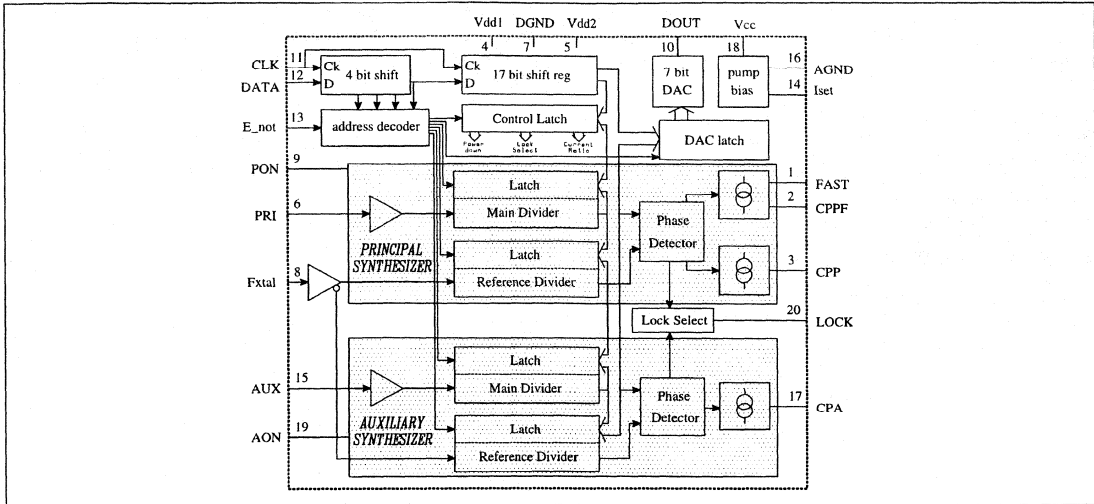 Vdd1 DGND Vdd2 DOUT Vcc
4 7 5 10 18
CLK 11 Ck 4 bit shift D
DATA 12
Ck 17 bit shift reg D
7 bit DAC
pump bias
16 AGND
14 Iset
E_not 13 address decoder
Control Latch
Power down
Lock Select
Current Ratio
DAC latch
PON 9
Latch
Main Divider
PRI 6
Phase Detector
1 FAST
2 CPPF
PRINCIPAL SYNTHESIZER
Latch
Reference Divider
Fxtal 8
3 CPP
Lock Select
20 LOCK
Latch
Main Divider
AUX 15
Phase Detector
17 CPA
AUXILIARY SYNTHESIZER
AON 19
Latch
Reference Divider